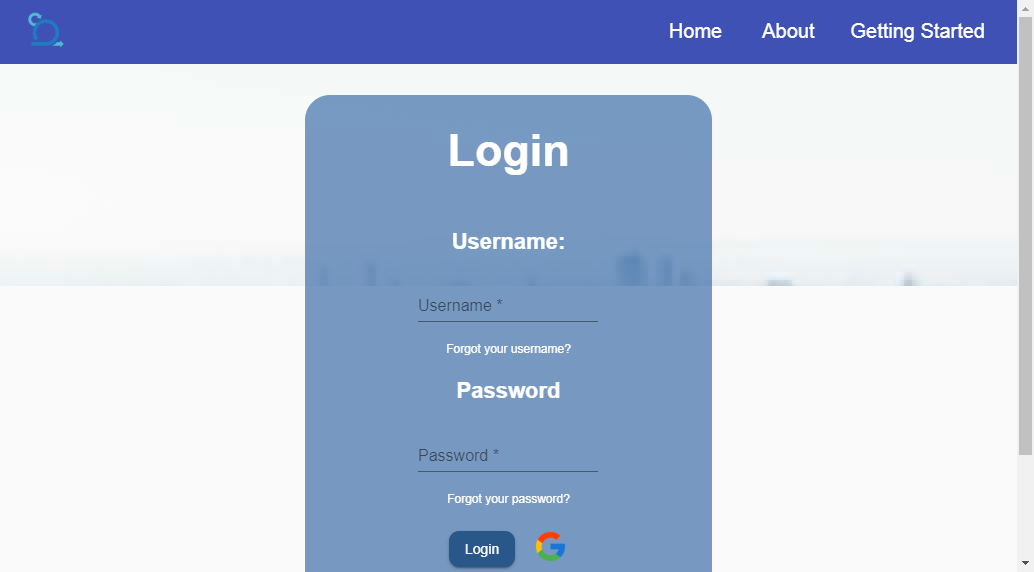 Home About Getting Started
Login
Username:
Username *
Forgot your username?
Password
Password *
Forgot your password?
Login